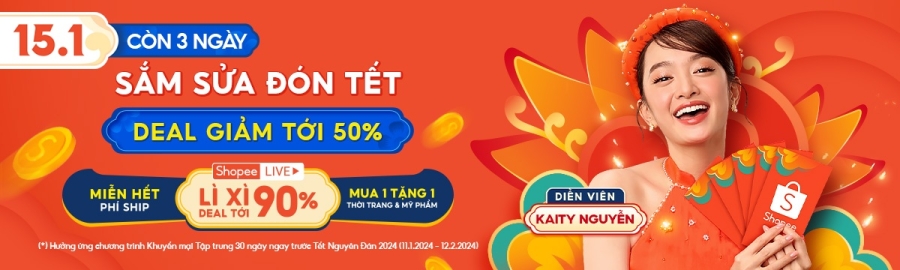 15.1
CÒN 3 NGÀY
SẮM SỬA ĐÓN TẾT
DEAL GIẢM TỚI 50%
MIỄN HẾT
PHÍ SHIP
Shopee LIVE
LÌ XÌ
DEAL TỚI
90%
MUA 1 TẶNG 1
THỜI TRANG & MỸ PHẨM
(*) Hưởng ứng chương trình Khuyến mại Tập trung 30 ngày ngay trước Tết Nguyên Đán 2024 (11.1.2024 - 12.2.2024)
DIỄN VIÊN
KAITY NGUYỄN
S
Shopee